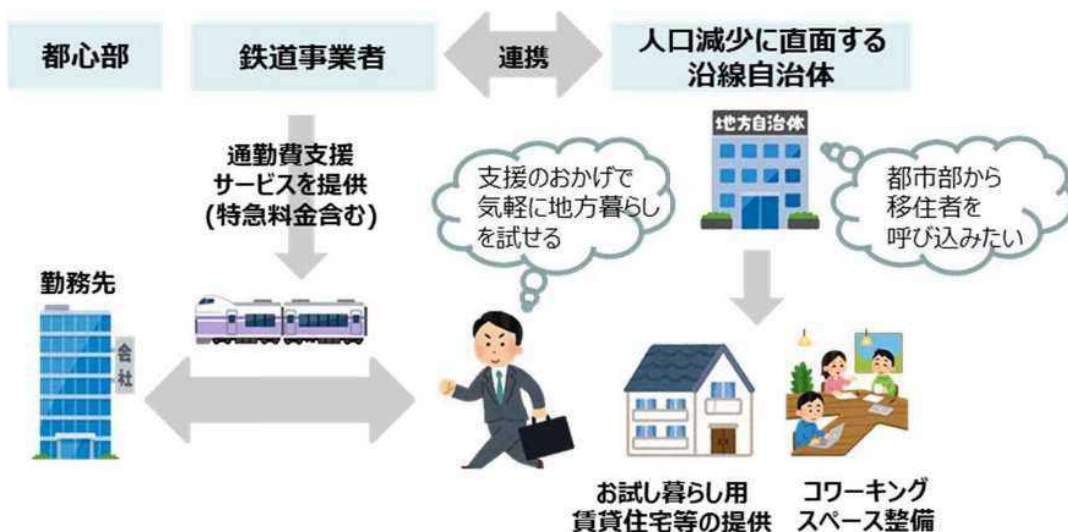 都心部
鉄道事業者
連携
人口減少に直面する
沿線自治体
通勤費支援
サービスを提供
(特急料金含む)
支援のおかげで
気軽に地方暮らし
を試せる
地方自治体
都市部から
移住者を
呼び込みたい
勤務先
会社
お試し暮らし用
賃貸住宅等の提供
コワーキング
スペース整備